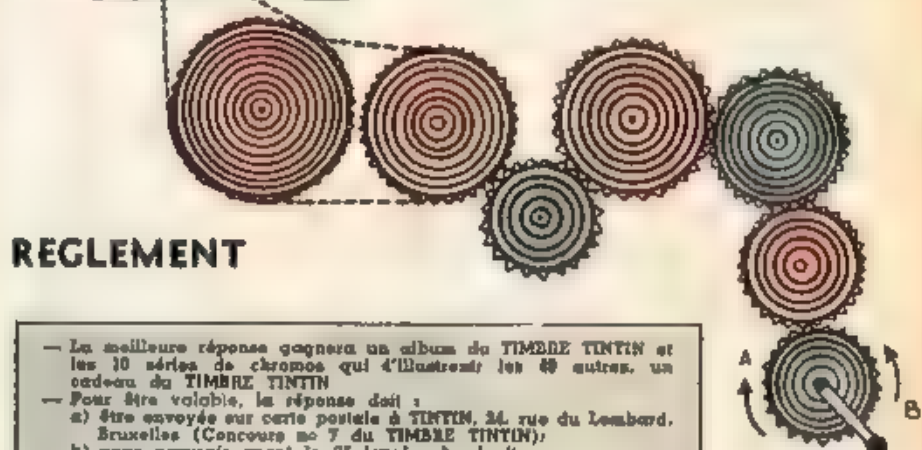 REGLEMENT
— La meilleure réponse gagnera un album du TIMBRE TINTIN et
les 10 séries de chromos qui l'illustrent; les 49 autres, un
cadeau du TIMBRE TINTIN
— Pour être valable, la réponse doit :
a) être envoyée sur carte postale à TINTIN, 24, rue du Lombard,
Bruxelles (Concours no 7 du TIMBRE TINTIN);
A
B